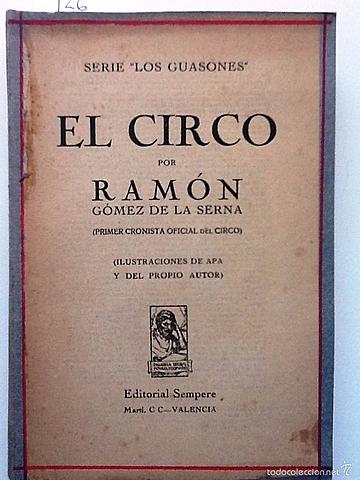 126
SERIE "LOS GUASONES"
EL CIRCO
POR
RAMÓN
GÓMEZ DE LA SERNA
(PRIMER CRONISTA OFICIAL DEL CIRCO)
(ILUSTRACIONES DE APA
Y DEL PROPIO AUTOR)
Editorial Sempere
Martí, C C—VALENCIA
todocoleccion.net